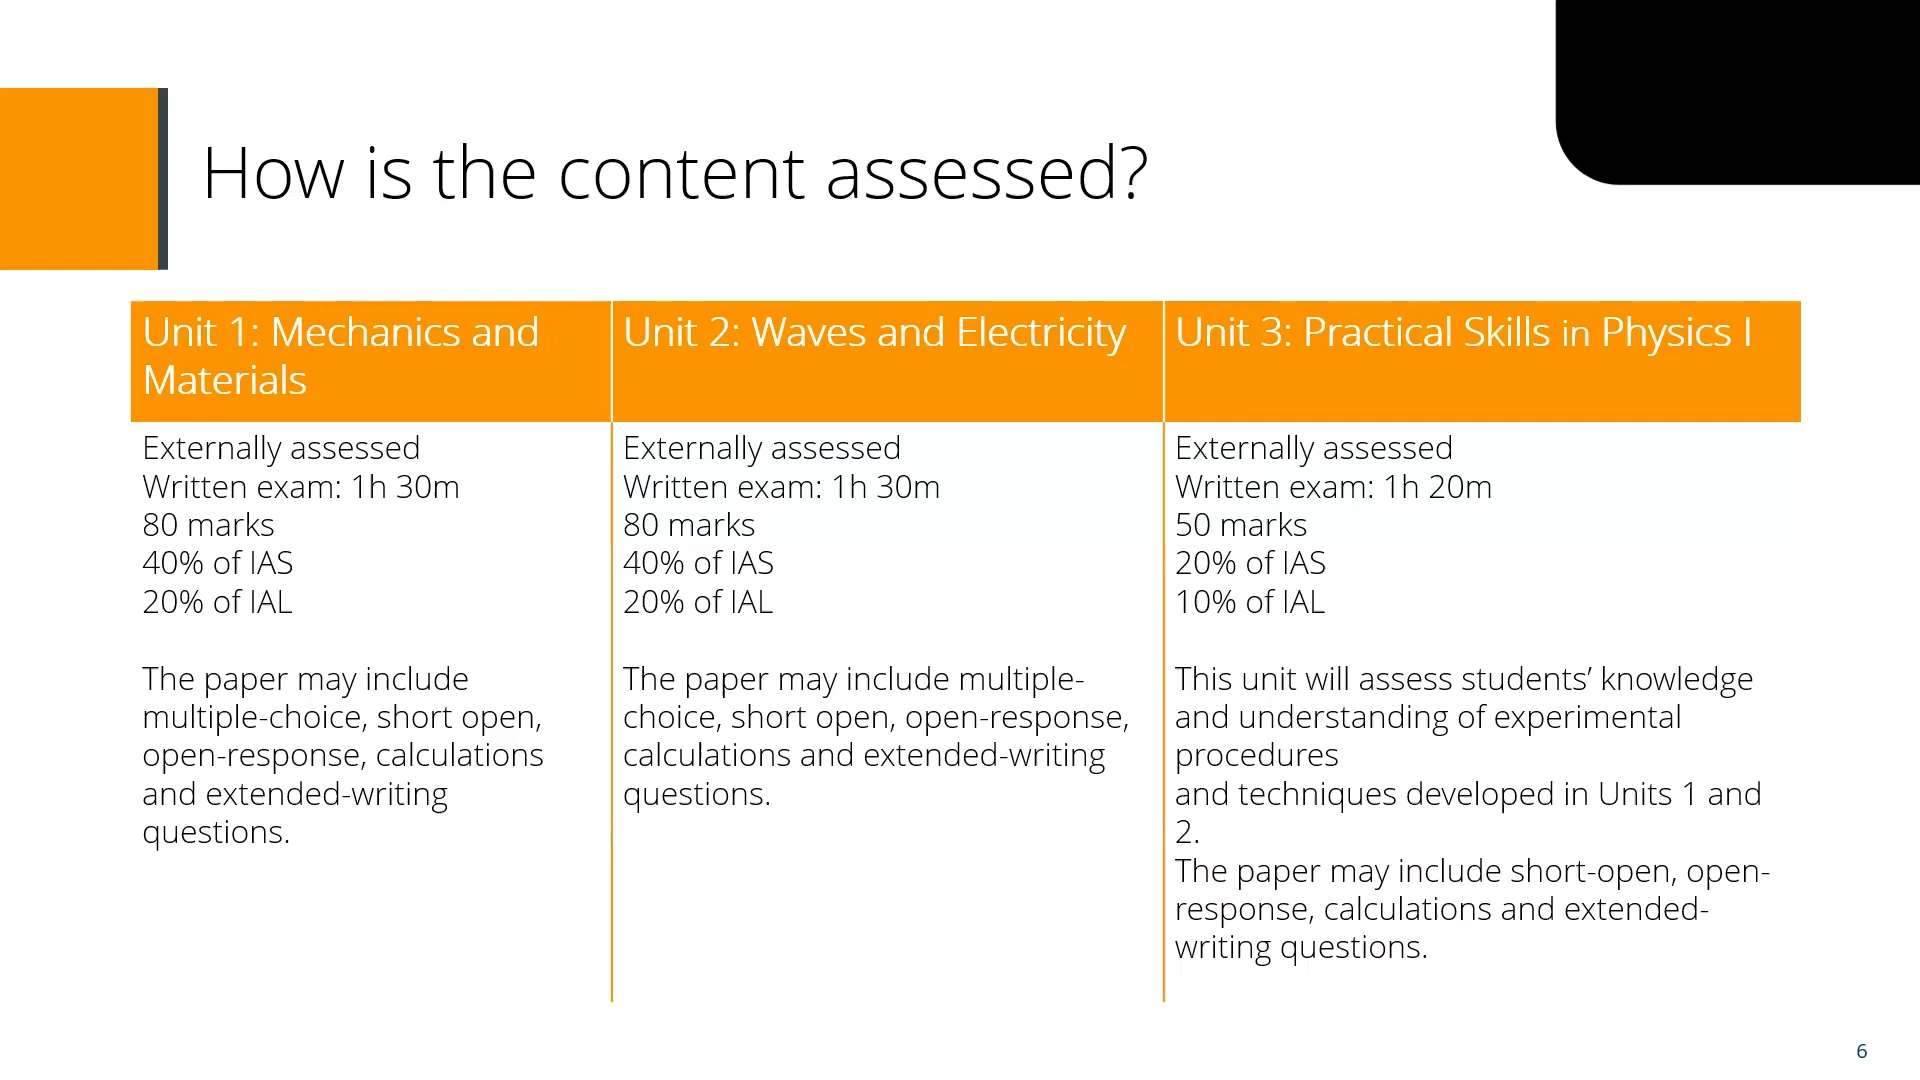 How is the content assessed?
Unit 1: Mechanics and
Materials
Externally assessed
Written exam: 1h 30m
80 marks
40% of IAS
20% of IAL
The paper may include
multiple-choice, short open,
open-response, calculations
and extended-writing
questions.
Unit 2: Waves and Electricity
Externally assessed
Written exam: 1h 30m
80 marks
40% of IAS
20% of IAL
The paper may include multiple-
choice, short open, open-response,
calculations and extended-writing
questions.
Unit 3: Practical Skills in Physics I
Externally assessed
Written exam: 1h 20m
50 marks
20% of IAS
10% of IAL
This unit will assess students’ knowledge
and understanding of experimental
procedures
and techniques developed in Units 1 and
2.
The paper may include short-open, open-
response, calculations and extended-
writing questions.
6